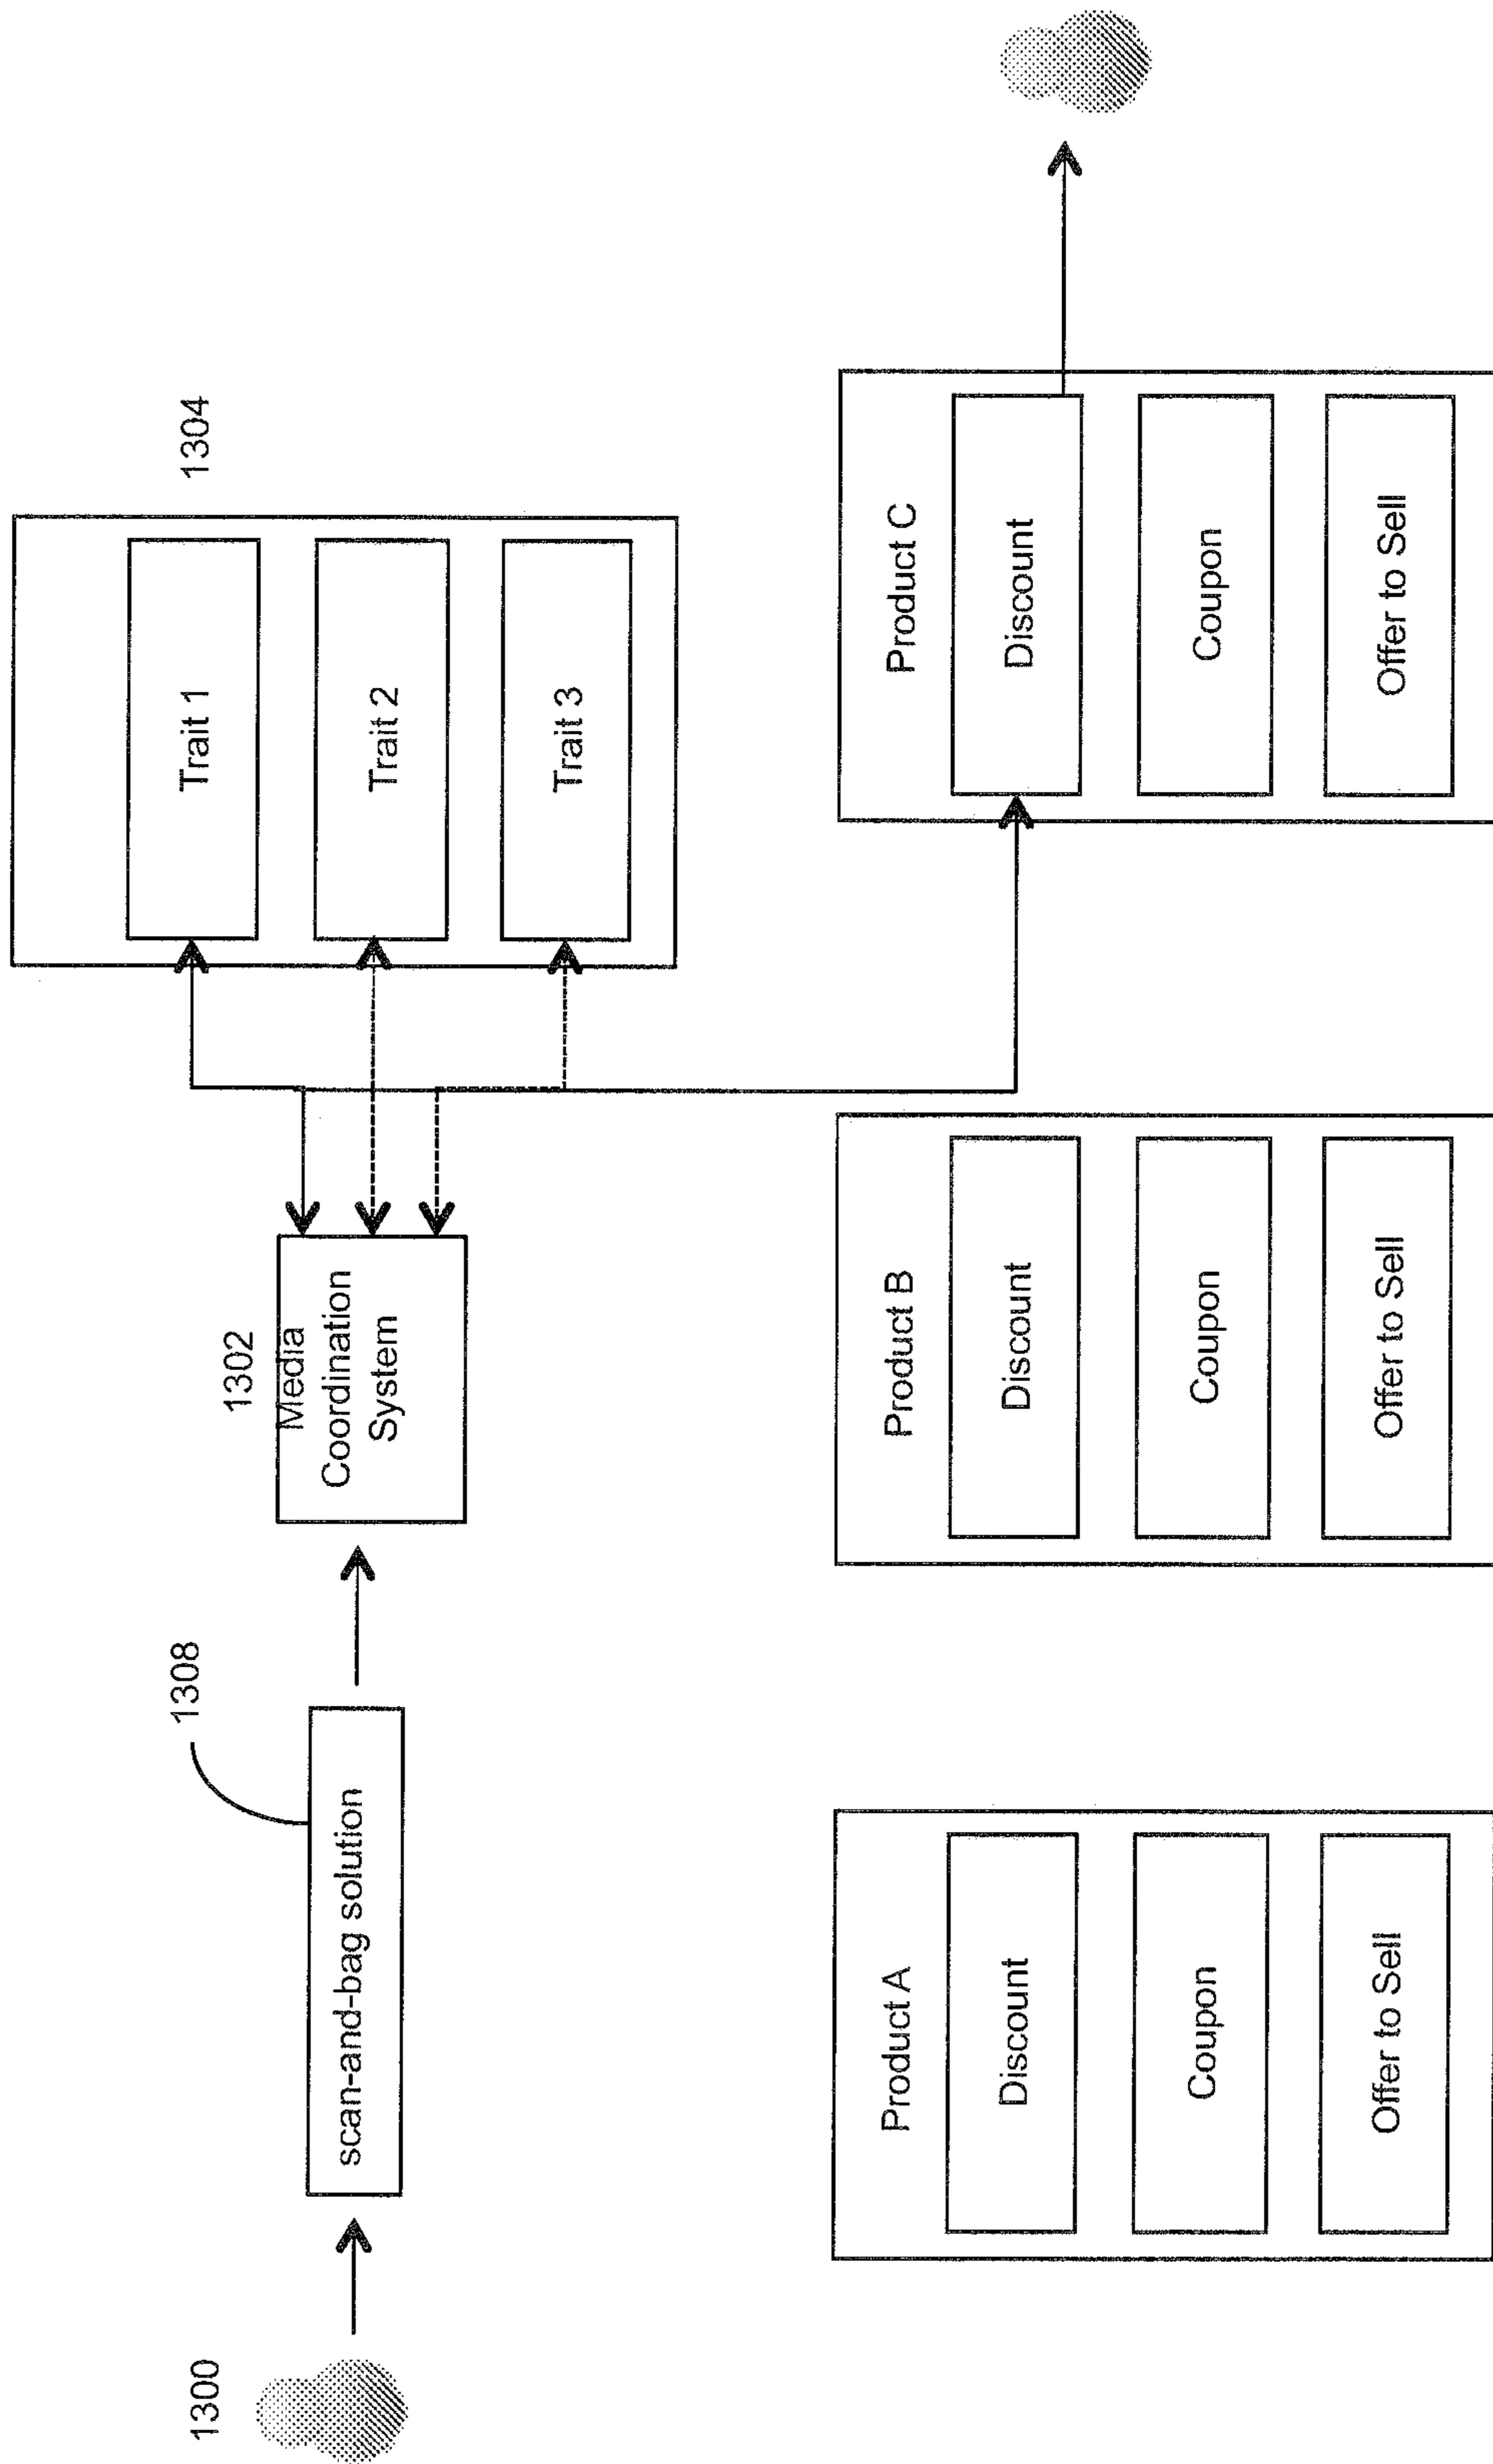 1300
scan-and-bag solution
1308
1302
Media
Coordination
System
1304
Trait 1
Trait 2
Trait 3
Product A
Discount
Coupon
Offer to Sell
Product B
Discount
Coupon
Offer to Sell
Product C
Discount
Coupon
Offer to Sell